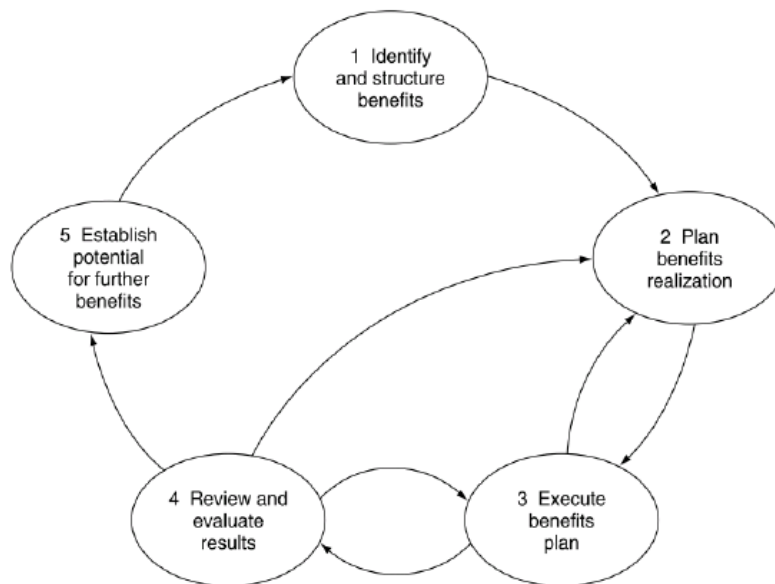 1 Identify
and structure
benefits
2 Plan
benefits
realization
3 Execute
benefits
plan
4 Review and
evaluate
results
5 Establish
potential
for further
benefits